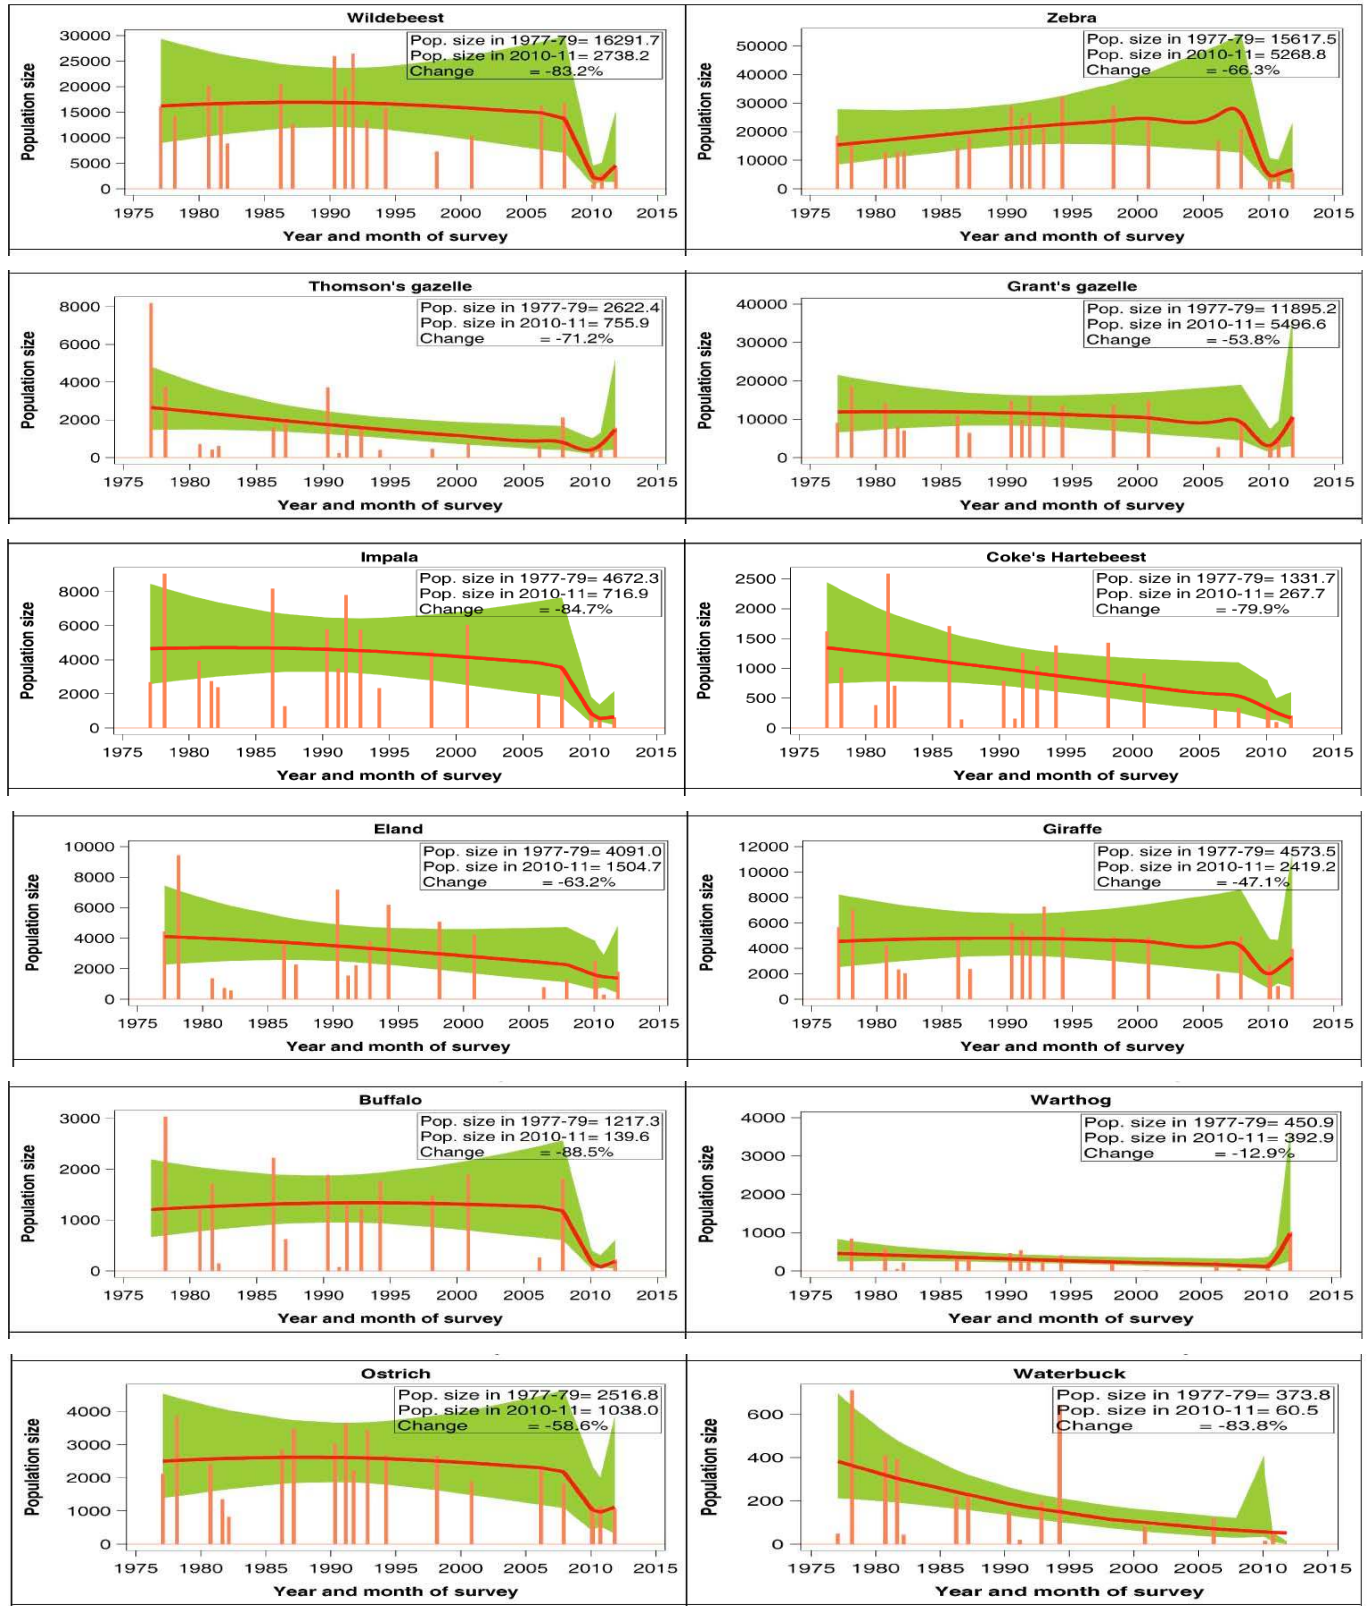 Wildebeest
Pop. size in 1977-79= 16291.7
Pop. size in 2010-11= 2738.2
Change = -83.2%
Population size
30000
25000
20000
15000
10000
5000
0
1975 1980 1985 1990 1995 2000 2005 2010 2015
Year and month of survey
Zebra
Pop. size in 1977-79= 15617.5
Pop. size in 2010-11= 5268.8
Change = -66.3%
Population size
50000
40000
30000
20000
10000
0
1975 1980 1985 1990 1995 2000 2005 2010 2015
Year and month of survey
Thomson's gazelle
Pop. size in 1977-79= 2622.4
Pop. size in 2010-11= 755.9
Change = -71.2%
Population size
8000
6000
4000
2000
0
1975 1980 1985 1990 1995 2000 2005 2010 2015
Year and month of survey
Grant's gazelle
Pop. size in 1977-79= 11895.2
Pop. size in 2010-11= 5496.6
Change = -53.8%
Population size
40000
30000
20000
10000
0
1975 1980 1985 1990 1995 2000 2005 2010 2015
Year and month of survey
Impala
Pop. size in 1977-79= 4672.3
Pop. size in 2010-11= 716.9
Change = -84.7%
Population size
8000
6000
4000
2000
0
1975 1980 1985 1990 1995 2000 2005 2010 2015
Year and month of survey
Coke's Hartebeest
Pop. size in 1977-79= 1331.7
Pop. size in 2010-11= 267.7
Change = -79.9%
Population size
2500
2000
1500
1000
500
0
1975 1980 1985 1990 1995 2000 2005 2010 2015
Year and month of survey
Eland
Pop. size in 1977-79= 4091.0
Pop. size in 2010-11= 1504.7
Change = -63.2%
Population size
10000
8000
6000
4000
2000
0
1975 1980 1985 1990 1995 2000 2005 2010 2015
Year and month of survey
Giraffe
Pop. size in 1977-79= 4573.5
Pop. size in 2010-11= 2419.2
Change = -47.1%
Population size
12000
10000
8000
6000
4000
2000
0
1975 1980 1985 1990 1995 2000 2005 2010 2015
Year and month of survey
Buffalo
Pop. size in 1977-79= 1217.3
Pop. size in 2010-11= 139.6
Change = -88.5%
Population size
3000
2000
1000
0
1975 1980 1985 1990 1995 2000 2005 2010 2015
Year and month of survey
Warthog
Pop. size in 1977-79= 450.9
Pop. size in 2010-11= 392.9
Change = -12.9%
Population size
4000
3000
2000
1000
0
1975 1980 1985 1990 1995 2000 2005 2010 2015
Year and month of survey
Ostrich
Pop. size in 1977-79= 2516.8
Pop. size in 2010-11= 1038.0
Change = -58.6%
Population size
4000
3000
2000
1000
0
1975 1980 1985 1990 1995 2000 2005 2010 2015
Year and month of survey
Waterbuck
Pop. size in 1977-79= 373.8
Pop. size in 2010-11= 60.5
Change = -83.8%
Population size
600
400
200
0
1975 1980 1985 1990 1995 2000 2005 2010 2015
Year and month of survey